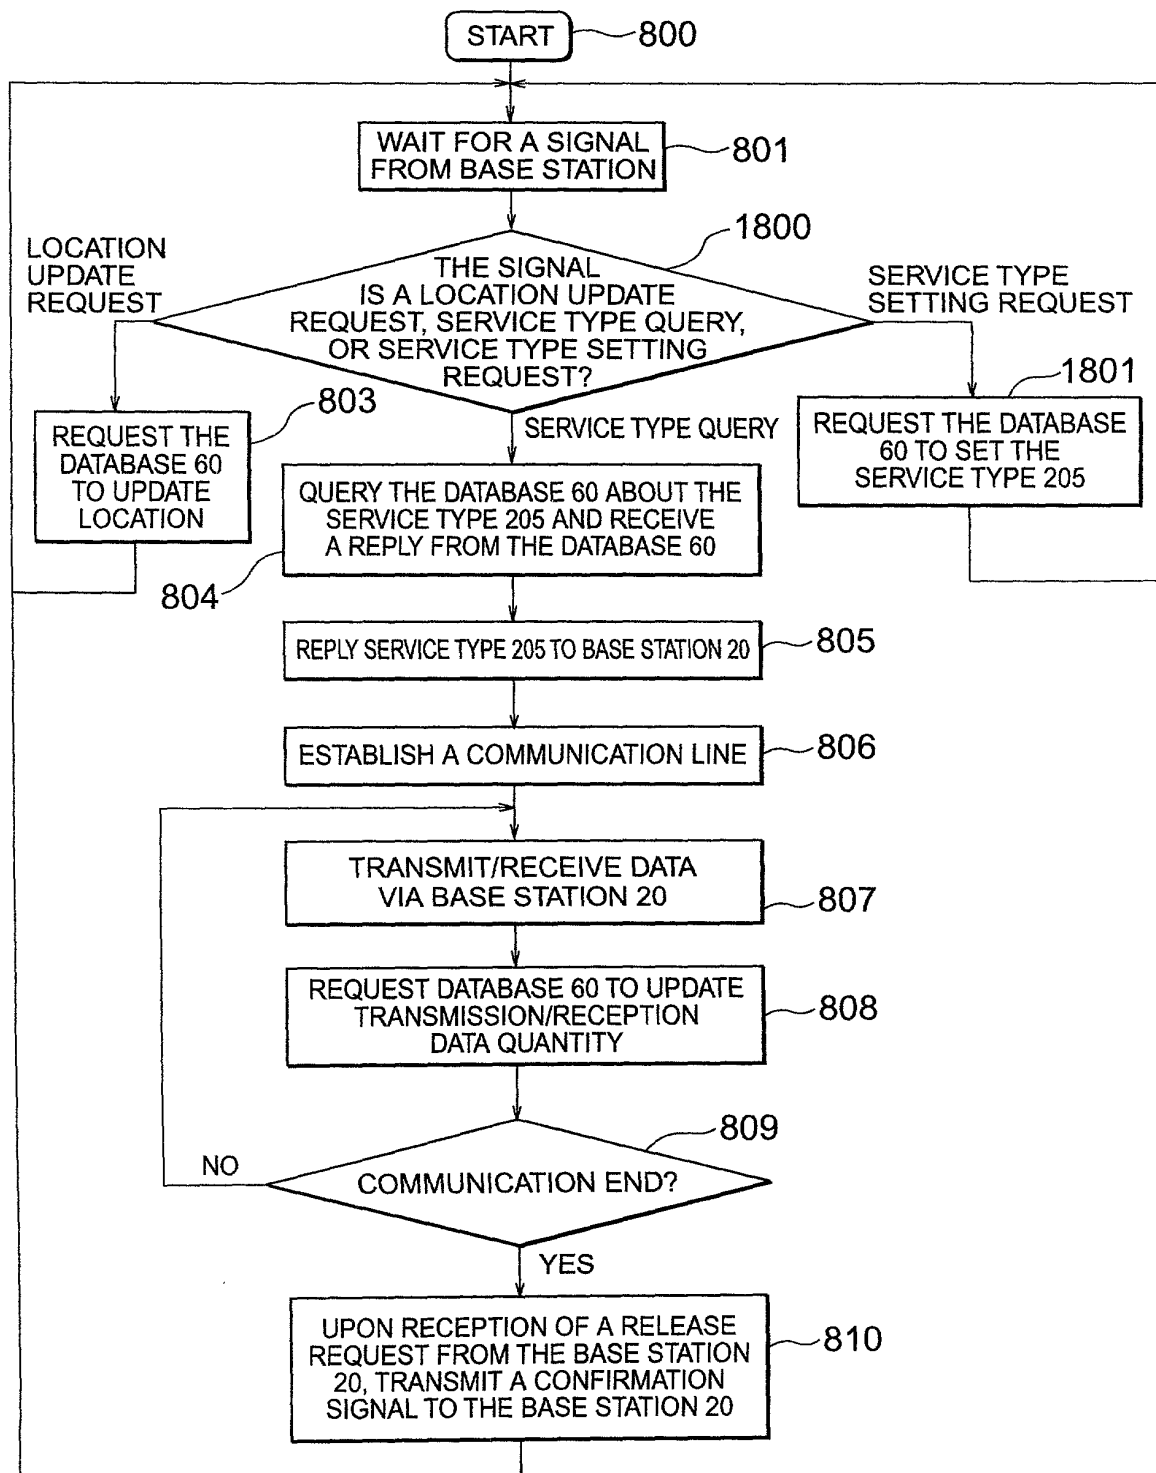 START
800
WAIT FOR A SIGNAL
FROM BASE STATION
801
1800
LOCATION
UPDATE
REQUEST
THE SIGNAL
IS A LOCATION UPDATE
REQUEST, SERVICE TYPE QUERY,
OR SERVICE TYPE SETTING
REQUEST?
SERVICE TYPE
SETTING REQUEST
803
REQUEST THE
DATABASE 60
TO UPDATE
LOCATION
SERVICE TYPE QUERY
1801
REQUEST THE DATABASE
60 TO SET THE
SERVICE TYPE 205
QUERY THE DATABASE 60 ABOUT THE
SERVICE TYPE 205 AND RECEIVE
A REPLY FROM THE DATABASE 60
804
REPLY SERVICE TYPE 205 TO BASE STATION 20
805
ESTABLISH A COMMUNICATION LINE
806
TRANSMIT/RECEIVE DATA
VIA BASE STATION 20
807
REQUEST DATABASE 60 TO UPDATE
TRANSMISSION/RECEPTION
DATA QUANTITY
808
809
NO
COMMUNICATION END?
YES
UPON RECEPTION OF A RELEASE
REQUEST FROM THE BASE STATION
20, TRANSMIT A CONFIRMATION
SIGNAL TO THE BASE STATION 20
810